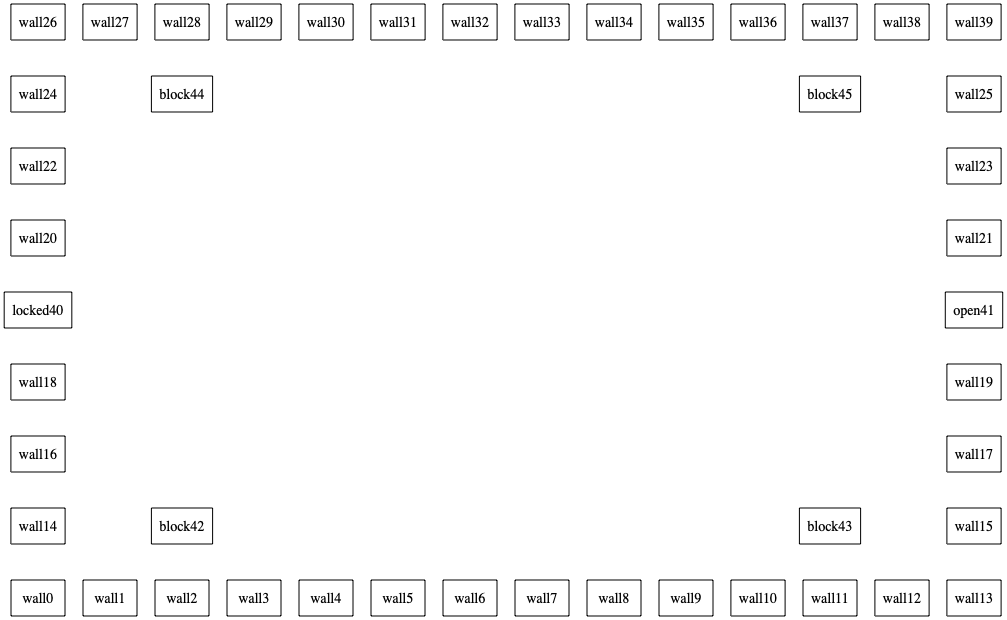 wall26 wall27 wall28 wall29 wall30 wall31 wall32 wall33 wall34 wall35 wall36 wall37 wall38 wall39
wall24 block44 block45 wall25
wall22 wall23
wall20 wall21
locked40 open41
wall18 wall19
wall16 wall17
wall14 block42 block43 wall15
wall0 wall1 wall2 wall3 wall4 wall5 wall6 wall7 wall8 wall9 wall10 wall11 wall12 wall13